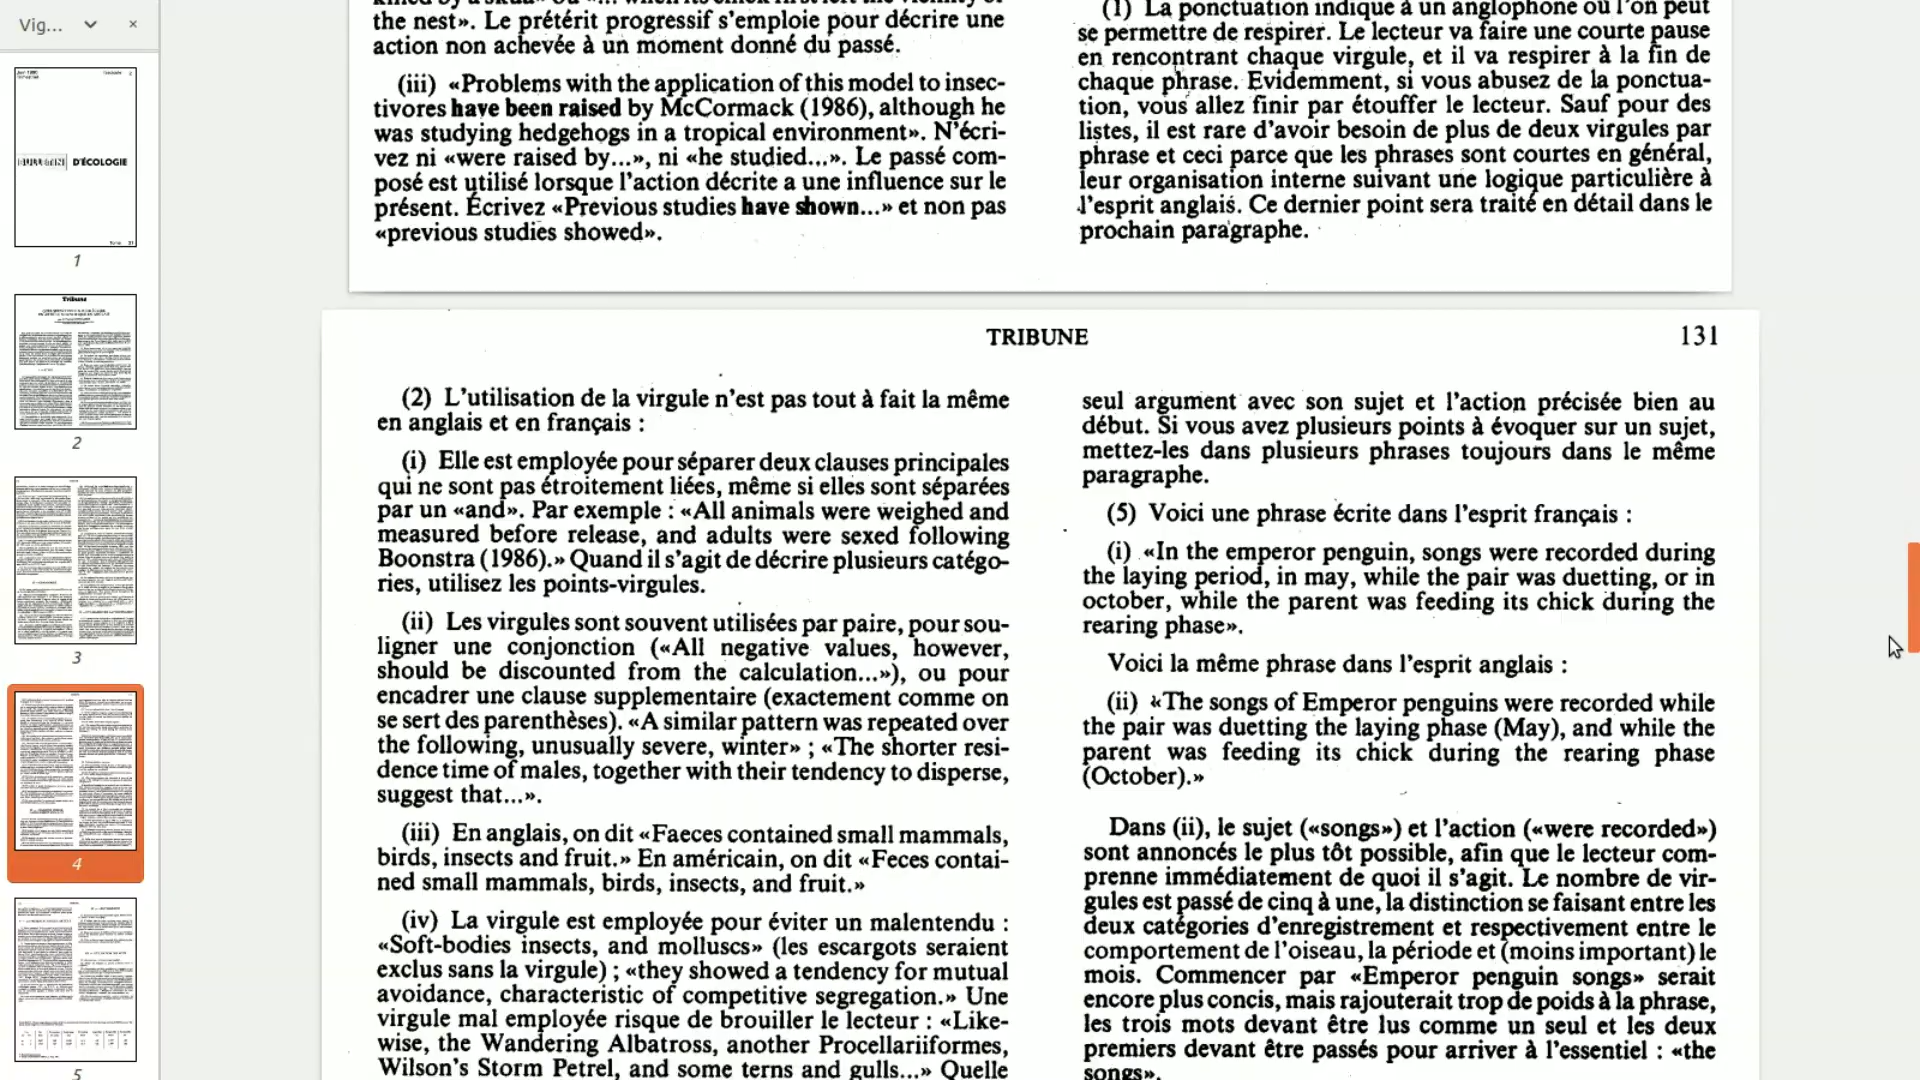 Vig...
Tribune
BULLETIN D'ÉCOLOGIE
1
2
3
4
5
the nest». Le prétérit progressif s'emploie pour décrire une
action non achevée à un moment donné du passé.
(iii) «Problems with the application of this model to insec-
tivores have been raised by McCormack (1986), although he
was studying hedgehogs in a tropical environment». N'écri-
vez ni «were raised by...», ni «he studied...». Le passé com-
posé est utilisé lorsque l'action décrite a une influence sur le
présent. Écrivez «Previous studies have shown...» et non pas
«previous studies showed».
(1) La ponctuation indique à un anglophone où l'on peut
se permettre de respirer. Le lecteur va faire une courte pause
en rencontrant chaque virgule, et il va respirer à la fin de
chaque phrase. Evidemment, si vous abusez de la ponctua-
tion, vous allez finir par étouffer le lecteur. Sauf pour des
listes, il est rare d'avoir besoin de plus de deux virgules par
phrase et ceci parce que les phrases sont courtes en général,
leur organisation interne suivant une logique particulière à
l'esprit anglais. Ce dernier point sera traité en détail dans le
prochain paragraphe.
TRIBUNE
131
(2) L'utilisation de la virgule n'est pas tout à fait la même
en anglais et en français :
(i) Elle est employée pour séparer deux clauses principales
qui ne sont pas étroitement liées, même si elles sont séparées
par un «and». Par exemple : «All animals were weighed and
measured before release, and adults were sexed following
Boonstra (1986).» Quand il s'agit de décrire plusieurs catégo-
ries, utilisez les points-virgules.
(ii) Les virgules sont souvent utilisées par paire, pour sou-
ligner une conjonction («All negative values, however,
should be discounted from the calculation...»), ou pour
encadrer une clause supplementaire (exactement comme on
se sert des parenthèses). «A similar pattern was repeated over
the following, unusually severe, winter» ; «The shorter resi-
dence time of males, together with their tendency to disperse,
suggest that...».
(iii) En anglais, on dit «Faeces contained small mammals,
birds, insects and fruit.» En américain, on dit «Feces contai-
ned small mammals, birds, insects, and fruit.»
(iv) La virgule est employée pour éviter un malentendu :
«Soft-bodies insects, and molluscs» (les escargots seraient
exclus sans la virgule) ; «they showed a tendency for mutual
avoidance, characteristic of competitive segregation.» Une
virgule mal employée risque de brouiller le lecteur : «Like-
wise, the Wandering Albatross, another Procellariiformes,
Wilson's Storm Petrel, and some terns and gulls...» Quelle
seul argument avec son sujet et l'action précisée bien au
début. Si vous avez plusieurs points à évoquer sur un sujet,
mettez-les dans plusieurs phrases toujours dans le même
paragraphe.
(5) Voici une phrase écrite dans l'esprit français :
(i) «In the emperor penguin, songs were recorded during
the laying period, in may, while the pair was duetting, or in
october, while the parent was feeding its chick during the
rearing phase».
Voici la même phrase dans l'esprit anglais :
(ii) «The songs of Emperor penguins were recorded while
the pair was duetting the laying phase (May), and while the
parent was feeding its chick during the rearing phase
(October).»
Dans (ii), le sujet («songs») et l'action («were recorded»)
sont annoncés le plus tôt possible, afin que le lecteur com-
prenne immédiatement de quoi il s'agit. Le nombre de vir-
gules est passé de cinq à une, la distinction se faisant entre les
deux catégories d'enregistrement et respectivement entre le
comportement de l'oiseau, la période et (moins important) le
mois. Commencer par «Emperor penguin songs» serait
encore plus concis, mais rajouterait trop de poids à la phrase,
les trois mots devant être lus comme un seul et les deux
premiers devant être passés pour arriver à l'essentiel : «the
songs».